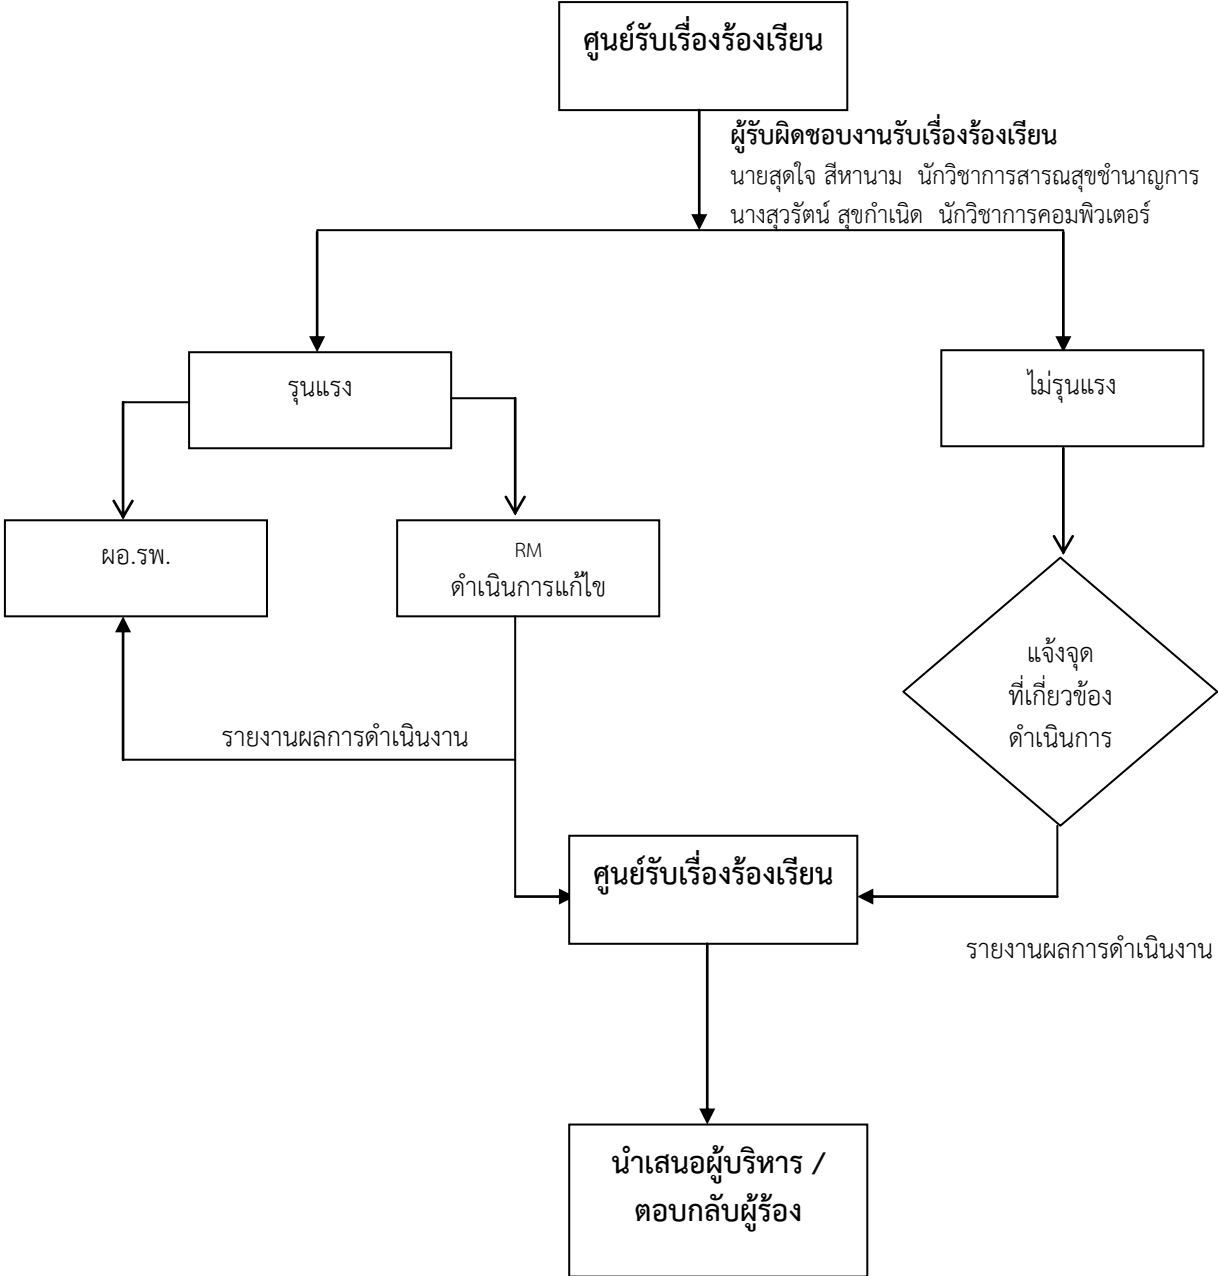 ศูนย์รับเรื่องร้องเรียน
ผู้รับผิดชอบงานรับเรื่องร้องเรียน
นายสุดใจ สีหานาม นักวิชาการสารณสุขชำนาญการ
นางสุวรัตน์ สุขกำเนิด นักวิชาการคอมพิวเตอร์
รุนแรง
ไม่รุนแรง
ผอ.รพ.
RM
ดำเนินการแก้ไข
แจ้งจุด
ที่เกี่ยวข้อง
ดำเนินการ
รายงานผลการดำเนินงาน
ศูนย์รับเรื่องร้องเรียน
รายงานผลการดำเนินงาน
นำเสนอผู้บริหาร /
ตอบกลับผู้ร้อง